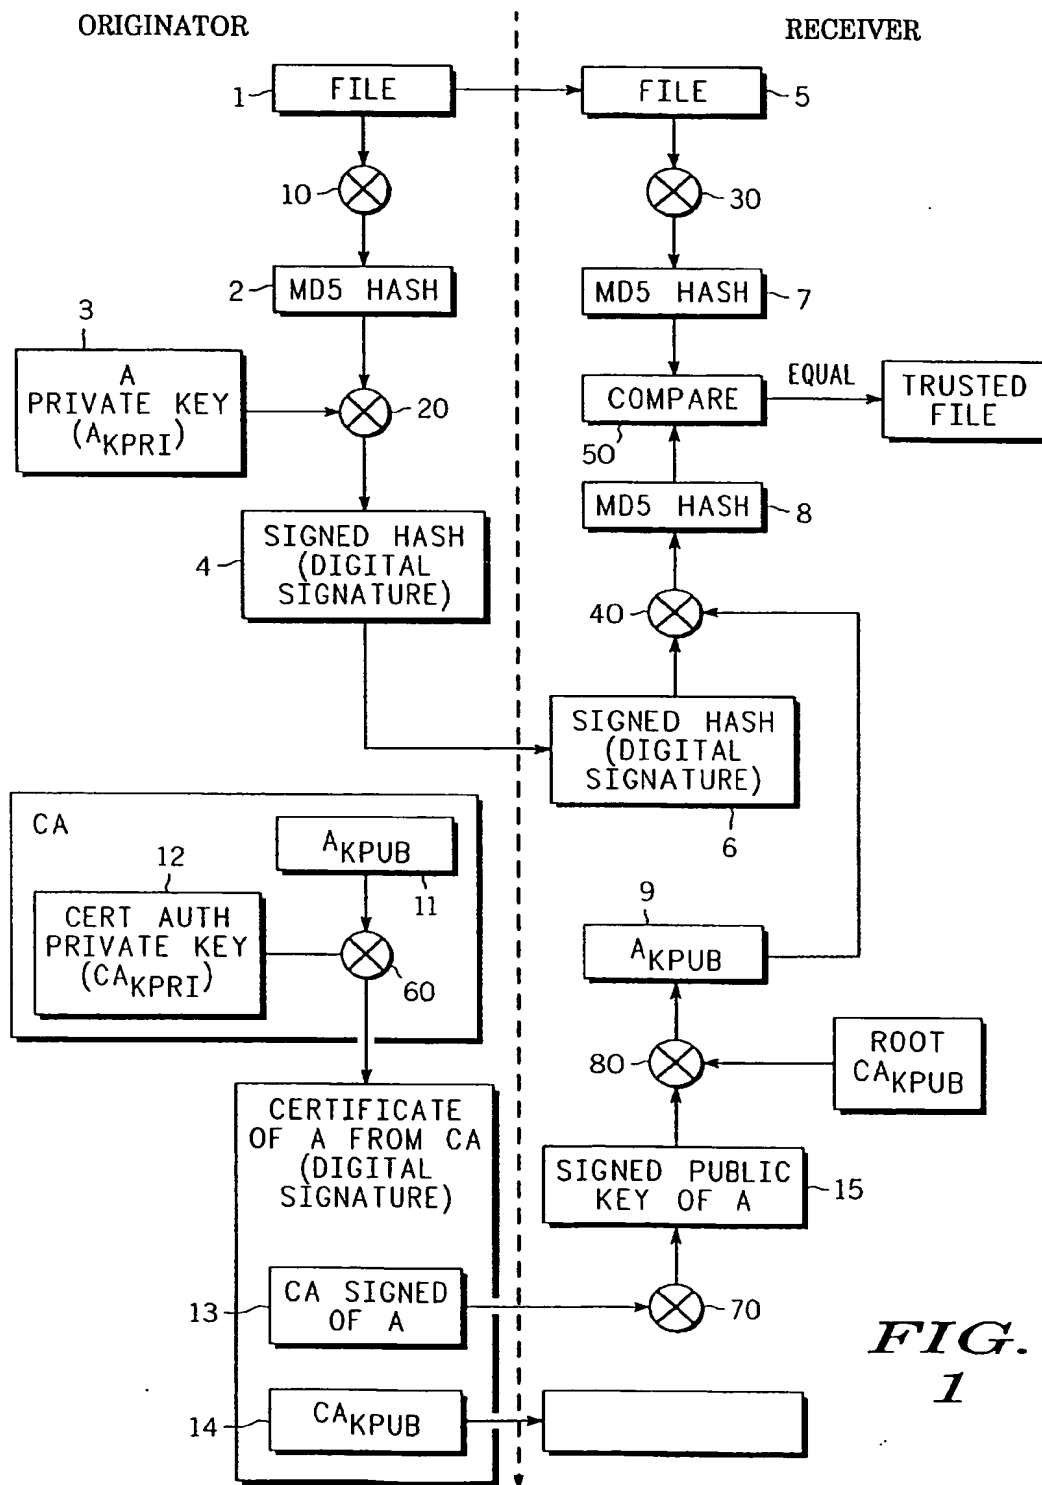 ORIGINATOR
RECEIVER
1
FILE
FILE
5
10
30
2
MD5 HASH
MD5 HASH
7
3
A
PRIVATE KEY
(AKPRI)
20
COMPARE
50
EQUAL
TRUSTED
FILE
MD5 HASH
8
4
SIGNED HASH
(DIGITAL
SIGNATURE)
40
SIGNED HASH
(DIGITAL
SIGNATURE)
6
CA
AKPUB
11
12
CERT AUTH
PRIVATE KEY
(CAKPRI)
60
9
AKPUB
80
ROOT
CAKPUB
CERTIFICATE
OF A FROM CA
(DIGITAL
SIGNATURE)
SIGNED PUBLIC
KEY OF A
15
13
CA SIGNED
OF A
70
14
CAKPUB
FIG.
1